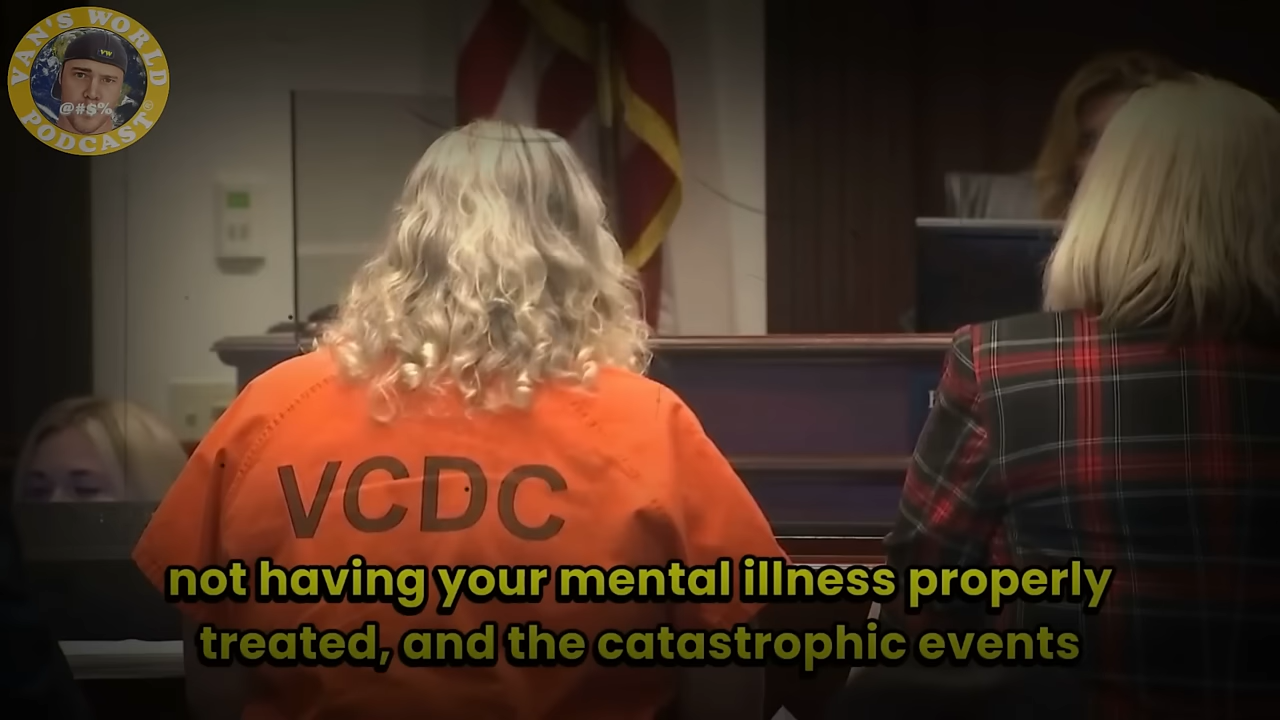 VAN'S WORLD
VW
@#$%
PODCAST®
VCDC
not having your mental illness properly
treated, and the catastrophic events